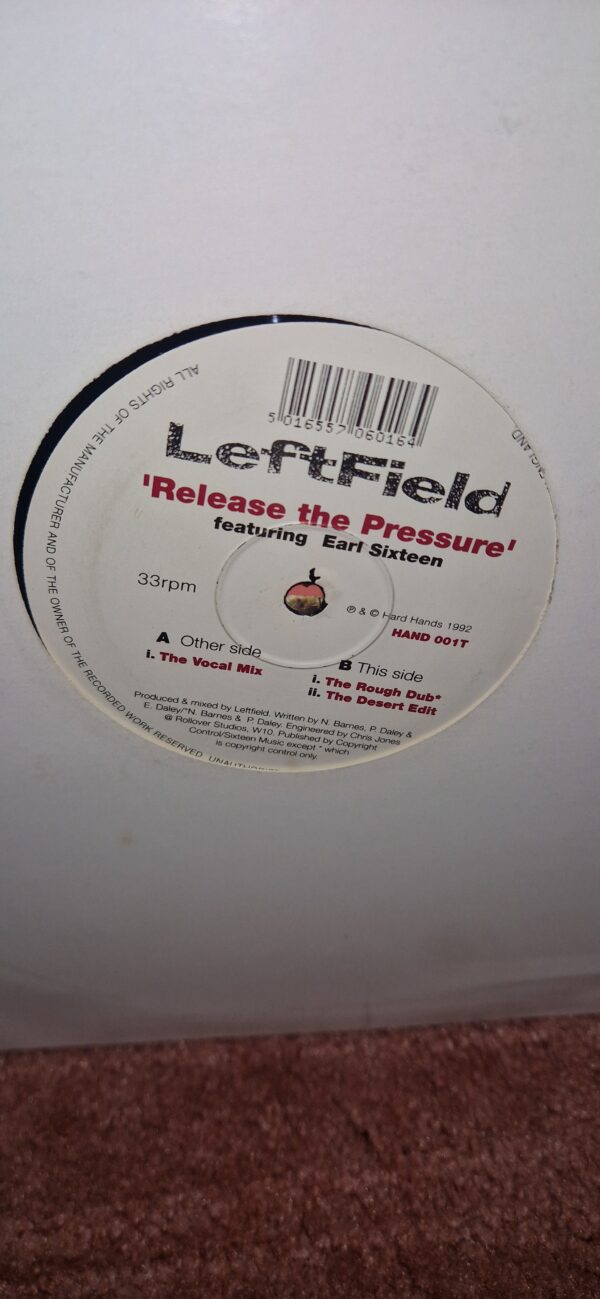 5 016557 060164
LeftField
'Release the Pressure'
featuring Earl Sixteen
33rpm
℗ & © Hard Hands 1992
HAND 001T
A Other side
i. The Vocal Mix
B This side
i. The Rough Dub*
ii. The Desert Edit
Produced & mixed by Leftfield. Written by N. Barnes, P. Daley &
E. Daley/*N. Barnes & P. Daley. Engineered by Chris Jones
@ Rollover Studios, W10. Published by Copyright
Control/Sixteen Music except * which
is copyright control only.
ALL RIGHTS OF THE MANUFACTURER AND OF THE OWNER OF THE RECORDED WORK RESERVED